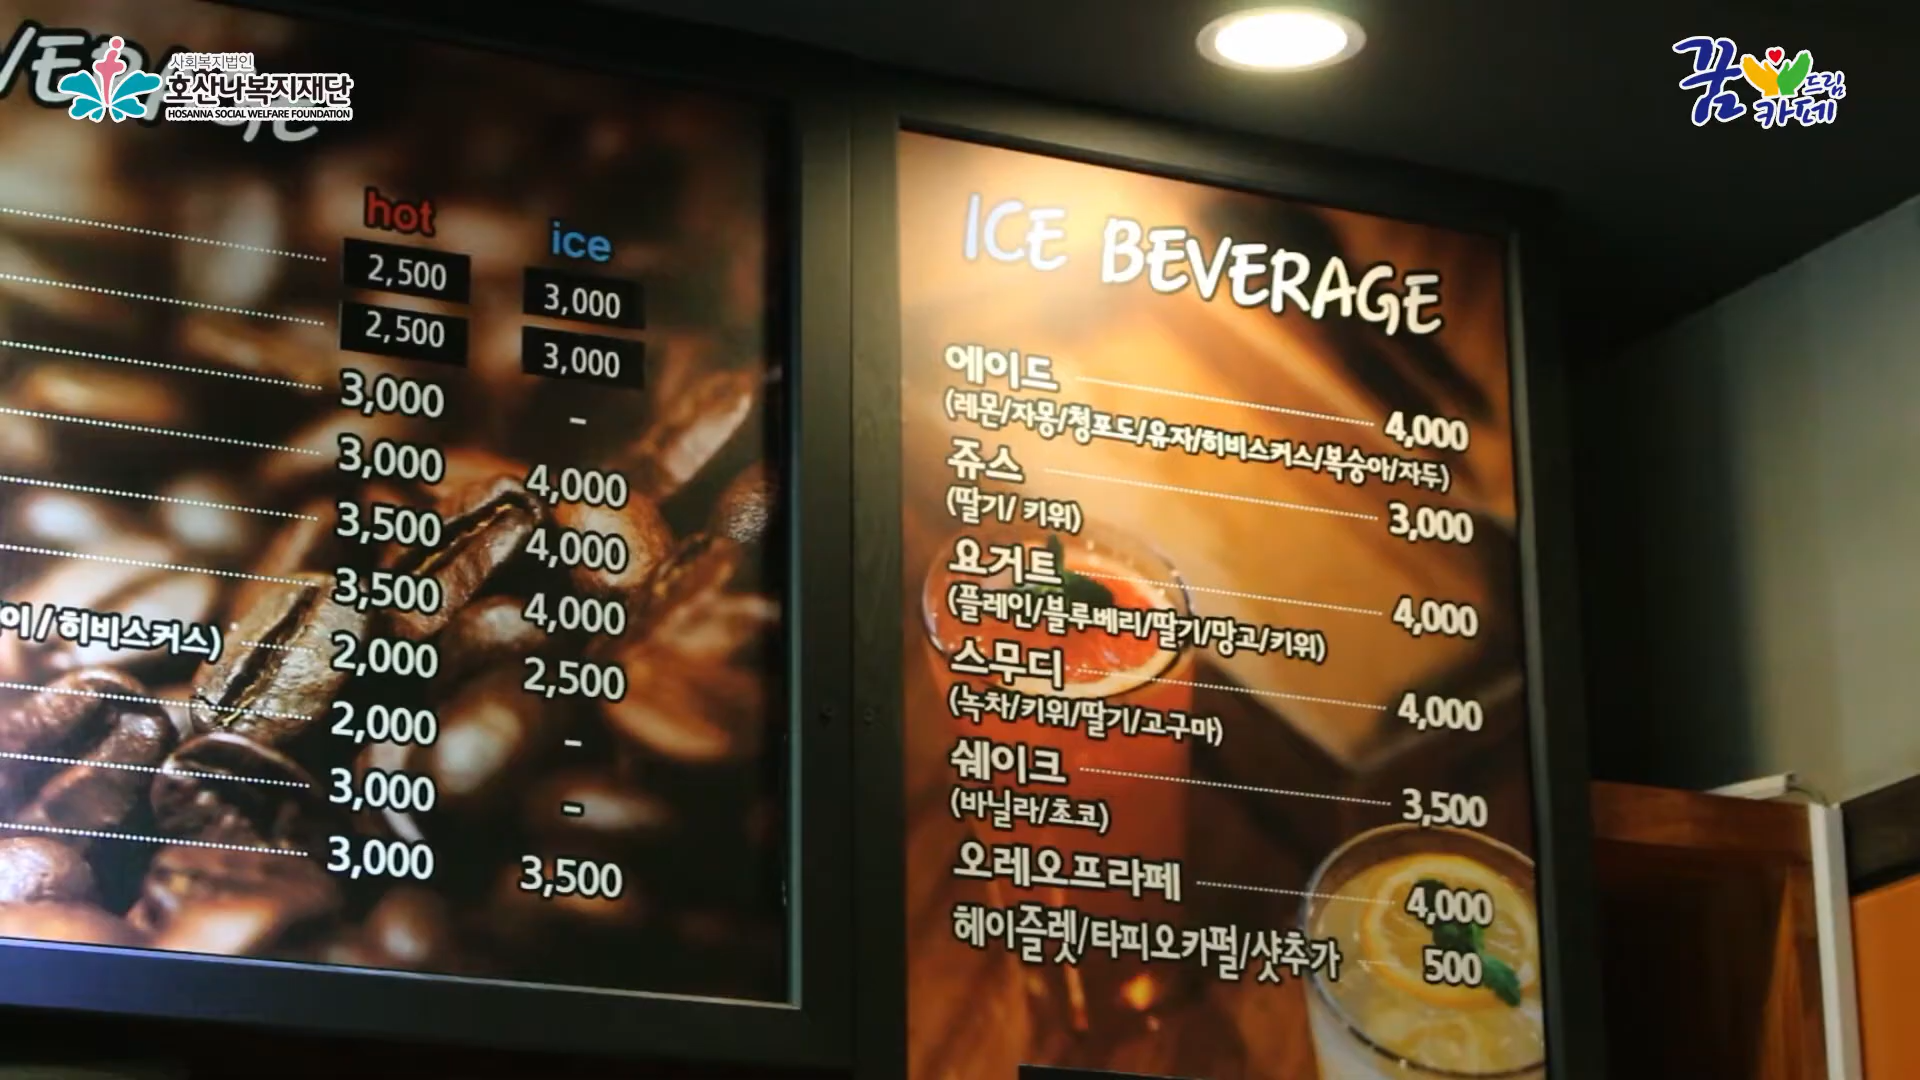 사회복지법인
호산나복지재단
HOSANNA SOCIAL WELFARE FOUNDATION
꿈드림
카페
hot ice
2,500 3,000
2,500 3,000
3,000 -
3,000 4,000
3,500 4,000
3,500 4,000
이/히비스커스) 2,000 2,500
2,000 -
3,000 -
3,000 3,500
ICE BEVERAGE
에이드 4,000
(레몬/자몽/청포도/유자/히비스커스/복숭아/자두)
쥬스 3,000
(딸기/ 키위)
요거트 4,000
(플레인/블루베리/딸기/망고/키위)
스무디 4,000
(녹차/키위/딸기/고구마)
쉐이크 3,500
(바닐라/초코)
오레오프라페 4,000
헤이즐렛/타피오카펄/샷추가 500